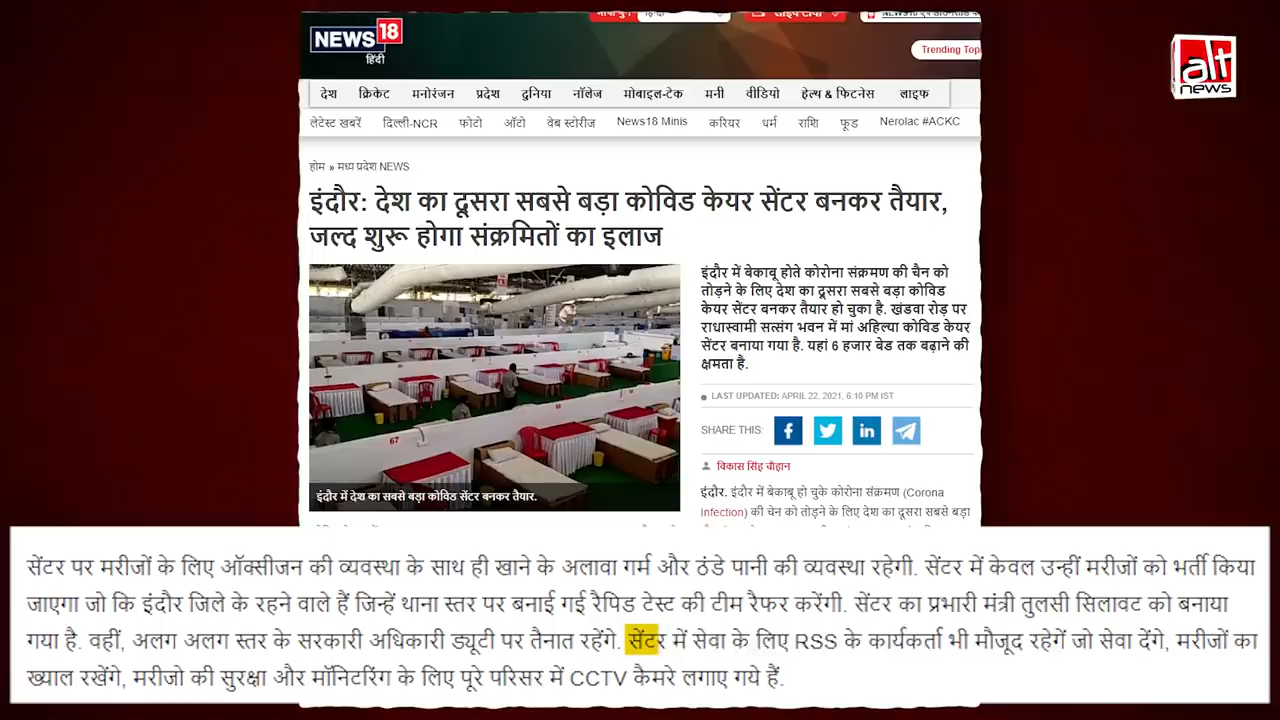 NEWS 18
हिंदी
Trending Top
alt
news
देश क्रिकेट मनोरंजन प्रदेश दुनिया नॉलेज मोबाइल-टेक मनी वीडियो हेल्थ & फिटनेस लाइफ
लेटेस्ट खबरें दिल्ली-NCR फोटो ऑटो वेब स्टोरीज News18 Minis करियर धर्म राशि फूड Nerolac #ACKC
होम » मध्य प्रदेश NEWS
इंदौर: देश का दूसरा सबसे बड़ा कोविड केयर सेंटर बनकर तैयार,
जल्द शुरू होगा संक्रमितों का इलाज
67
इंदौर में देश का सबसे बड़ा कोविड सेंटर बनकर तैयार.
इंदौर में बेकाबू होते कोरोना संक्रमण की चैन को
तोड़ने के लिए देश का दूसरा सबसे बड़ा कोविड
केयर सेंटर बनकर तैयार हो चुका है. खंडवा रोड़ पर
राधास्वामी सत्संग भवन में मां अहिल्या कोविड केयर
सेंटर बनाया गया है. यहां 6 हजार बेड तक बढ़ाने की
क्षमता है.
LAST UPDATED: APRIL 22, 2021, 6:10 PM IST
SHARE THIS:
विकास सिंह चौहान
इंदौर. इंदौर में बेकाबू हो चुके कोरोना संक्रमण (Corona
Infection) की चेन को तोड़ने के लिए देश का दूसरा सबसे बड़ा
सेंटर पर मरीजों के लिए ऑक्सीजन की व्यवस्था के साथ ही खाने के अलावा गर्म और ठंडे पानी की व्यवस्था रहेगी. सेंटर में केवल उन्हीं मरीजों को भर्ती किया
जाएगा जो कि इंदौर जिले के रहने वाले हैं जिन्हें थाना स्तर पर बनाई गई रैपिड टेस्ट की टीम रैफर करेंगी. सेंटर का प्रभारी मंत्री तुलसी सिलावट को बनाया
गया है. वहीं, अलग अलग स्तर के सरकारी अधिकारी ड्यूटी पर तैनात रहेंगे. सेंटर में सेवा के लिए RSS के कार्यकर्ता भी मौजूद रहेगें जो सेवा देंगे, मरीजों का
ख्याल रखेंगे, मरीजो की सुरक्षा और मॉनिटरिंग के लिए पूरे परिसर में CCTV कैमरे लगाए गये हैं.